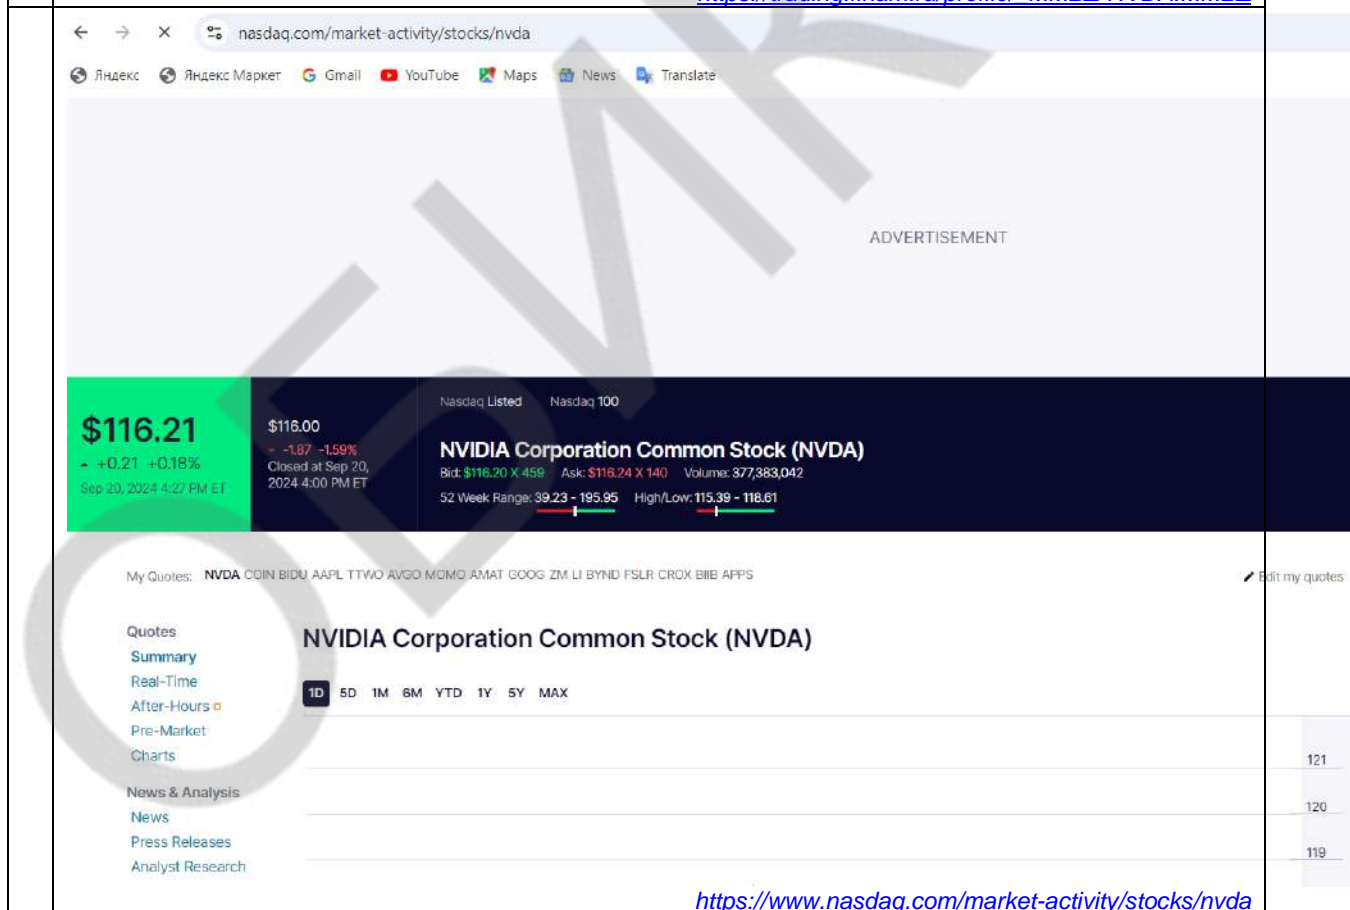 nasdaq.com/market-activity/stocks/nvda
Яндекс Яндекс Маркет Gmail YouTube Maps News Translate
ADVERTISEMENT
$116.21
+0.21 +0.18%
Sep 20, 2024 4:27 PM ET
$116.00
-1.87 -1.59%
Closed at Sep 20,
2024 4:00 PM ET
Nasdaq Listed Nasdaq 100
NVIDIA Corporation Common Stock (NVDA)
Bid: $116.20 X 459 Ask: $116.24 X 140 Volume: 377,383,042
52 Week Range: 39.23 - 195.95 High/Low: 115.39 - 118.61
My Quotes: NVDA COIN BIDU AAPL TTWO AVGO MOMO AMAT GOOG ZM LI BYND FSLR CROX BIIB APPS
Edit my quotes
Quotes
Summary
Real-Time
After-Hours
Pre-Market
Charts
News & Analysis
News
Press Releases
Analyst Research
NVIDIA Corporation Common Stock (NVDA)
1D 5D 1M 6M YTD 1Y 5Y MAX
121
120
119
https://www.nasdaq.com/market-activity/stocks/nvda
ОБМК